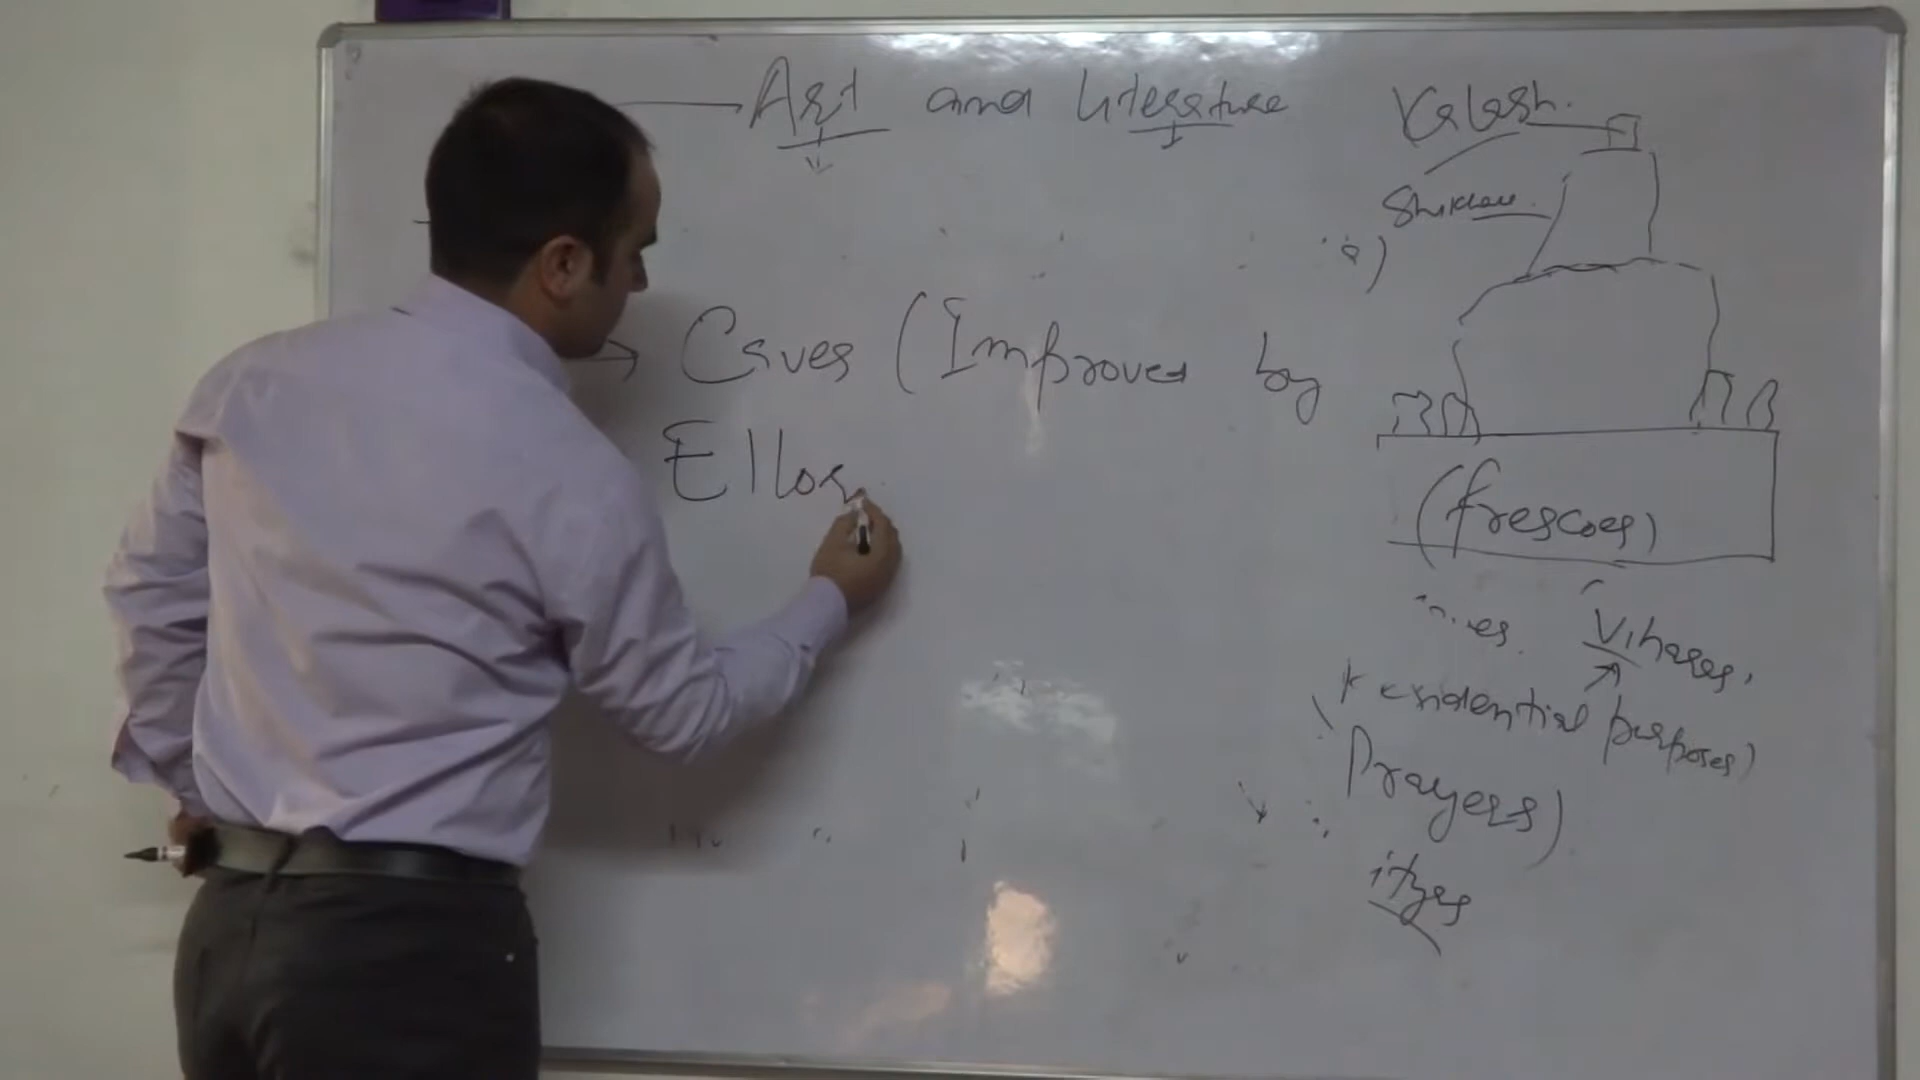 Art and Literature
Kalash.
Shikhar.
a)
Caves (Improved by
Ellor
(frescoes)
Viharas,
residential purposes)
Prayers)